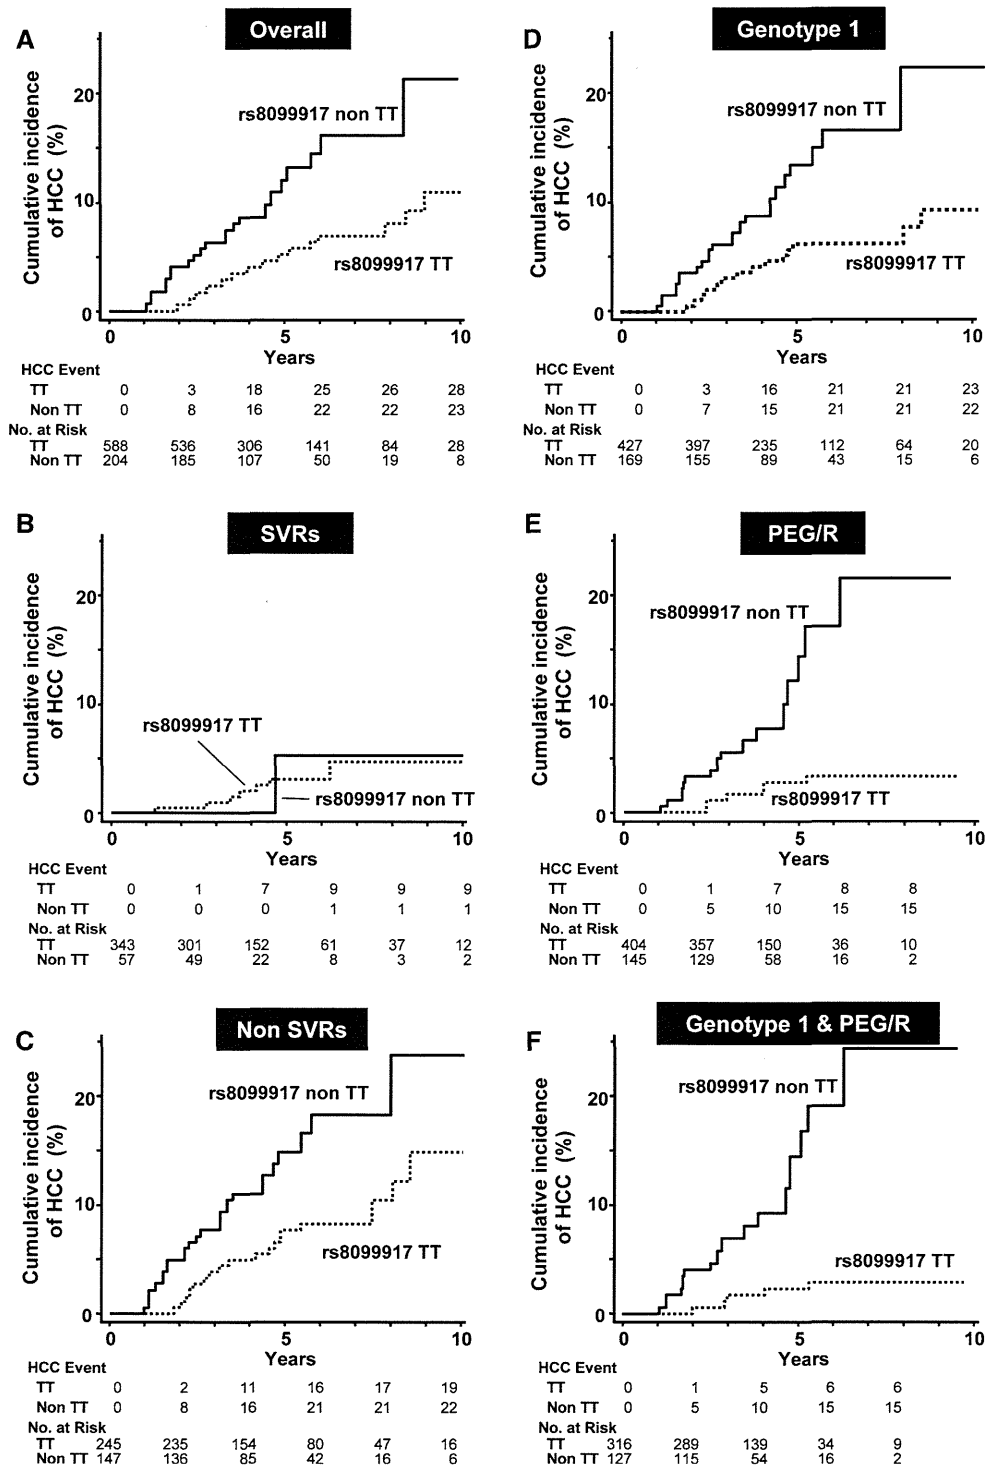 A
Overall
Cumulative incidence
of HCC (%)
20
10
0
rs8099917 non TT
rs8099917 TT
0 5 10
Years
HCC Event
TT 0 3 18 25 26 28
Non TT 0 8 16 22 22 23
No. at Risk
TT 588 536 306 141 84 28
Non TT 204 185 107 50 19 8
D
Genotype 1
Cumulative incidence
of HCC (%)
20
10
0
rs8099917 non TT
rs8099917 TT
0 5 10
Years
HCC Event
TT 0 3 16 21 21 23
Non TT 0 7 15 21 21 22
No. at Risk
TT 427 397 235 112 64 20
Non TT 169 155 89 43 15 6
B
SVRs
Cumulative incidence
of HCC (%)
20
10
0
rs8099917 TT
rs8099917 non TT
0 5 10
Years
HCC Event
TT 0 1 7 9 9 9
Non TT 0 0 0 1 1 1
No. at Risk
TT 343 301 152 61 37 12
Non TT 57 49 22 8 3 2
E
PEG/R
Cumulative incidence
of HCC (%)
20
10
0
rs8099917 non TT
rs8099917 TT
0 5 10
Years
HCC Event
TT 0 1 7 8 8
Non TT 0 5 10 15 15
No. at Risk
TT 404 357 150 36 10
Non TT 145 129 58 16 2
C
Non SVRs
Cumulative incidence
of HCC (%)
20
10
0
rs8099917 non TT
rs8099917 TT
0 5 10
Years
HCC Event
TT 0 2 11 16 17 19
Non TT 0 8 16 21 21 22
No. at Risk
TT 245 235 154 80 47 16
Non TT 147 136 85 42 16 6
F
Genotype 1 & PEG/R
Cumulative incidence
of HCC (%)
20
10
0
rs8099917 non TT
rs8099917 TT
0 5 10
Years
HCC Event
TT 0 1 5 6 6
Non TT 0 5 10 15 15
No. at Risk
TT 316 289 139 34 9
Non TT 127 115 54 16 2